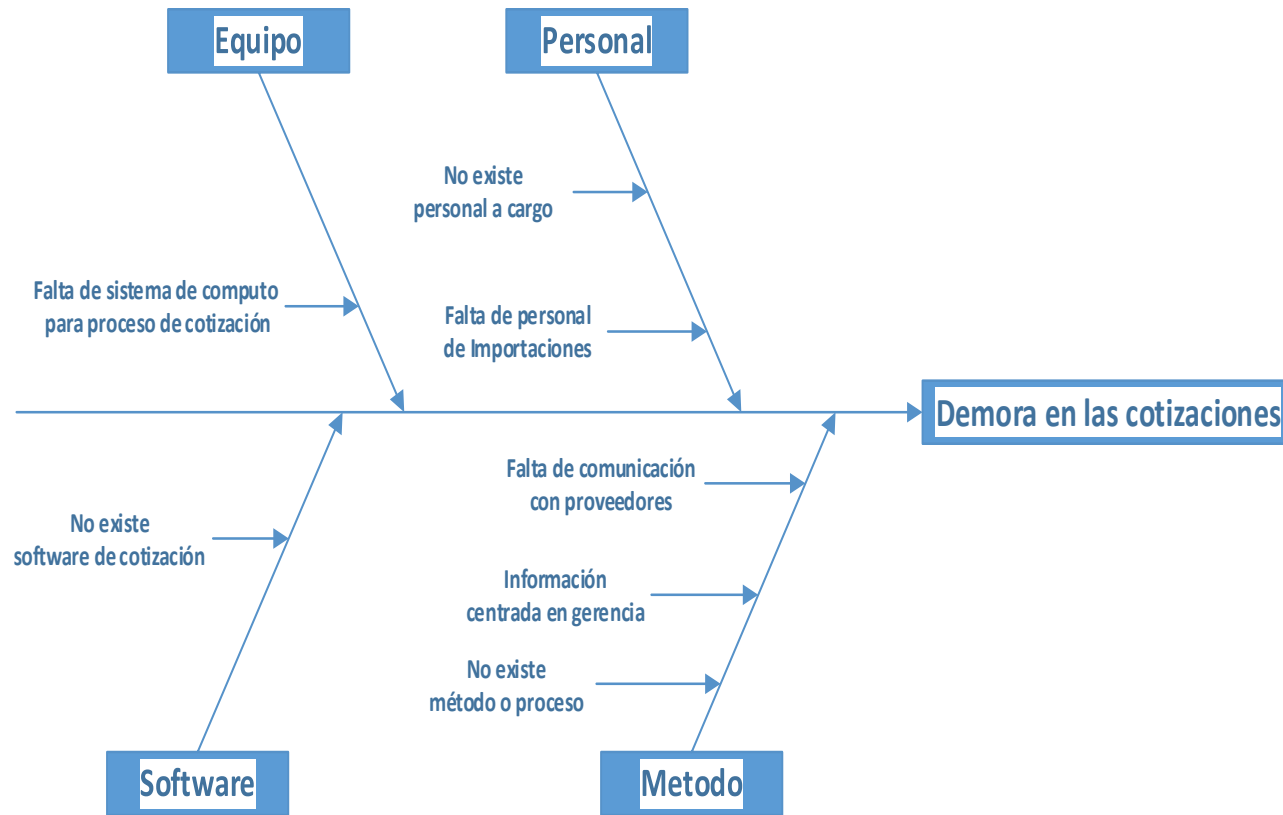 Equipo
Personal
No existe
personal a cargo
Falta de sistema de computo
para proceso de cotización
Falta de personal
de Importaciones
Demora en las cotizaciones
Falta de comunicación
con proveedores
No existe
software de cotización
Información
centrada en gerencia
No existe
método o proceso
Software
Metodo